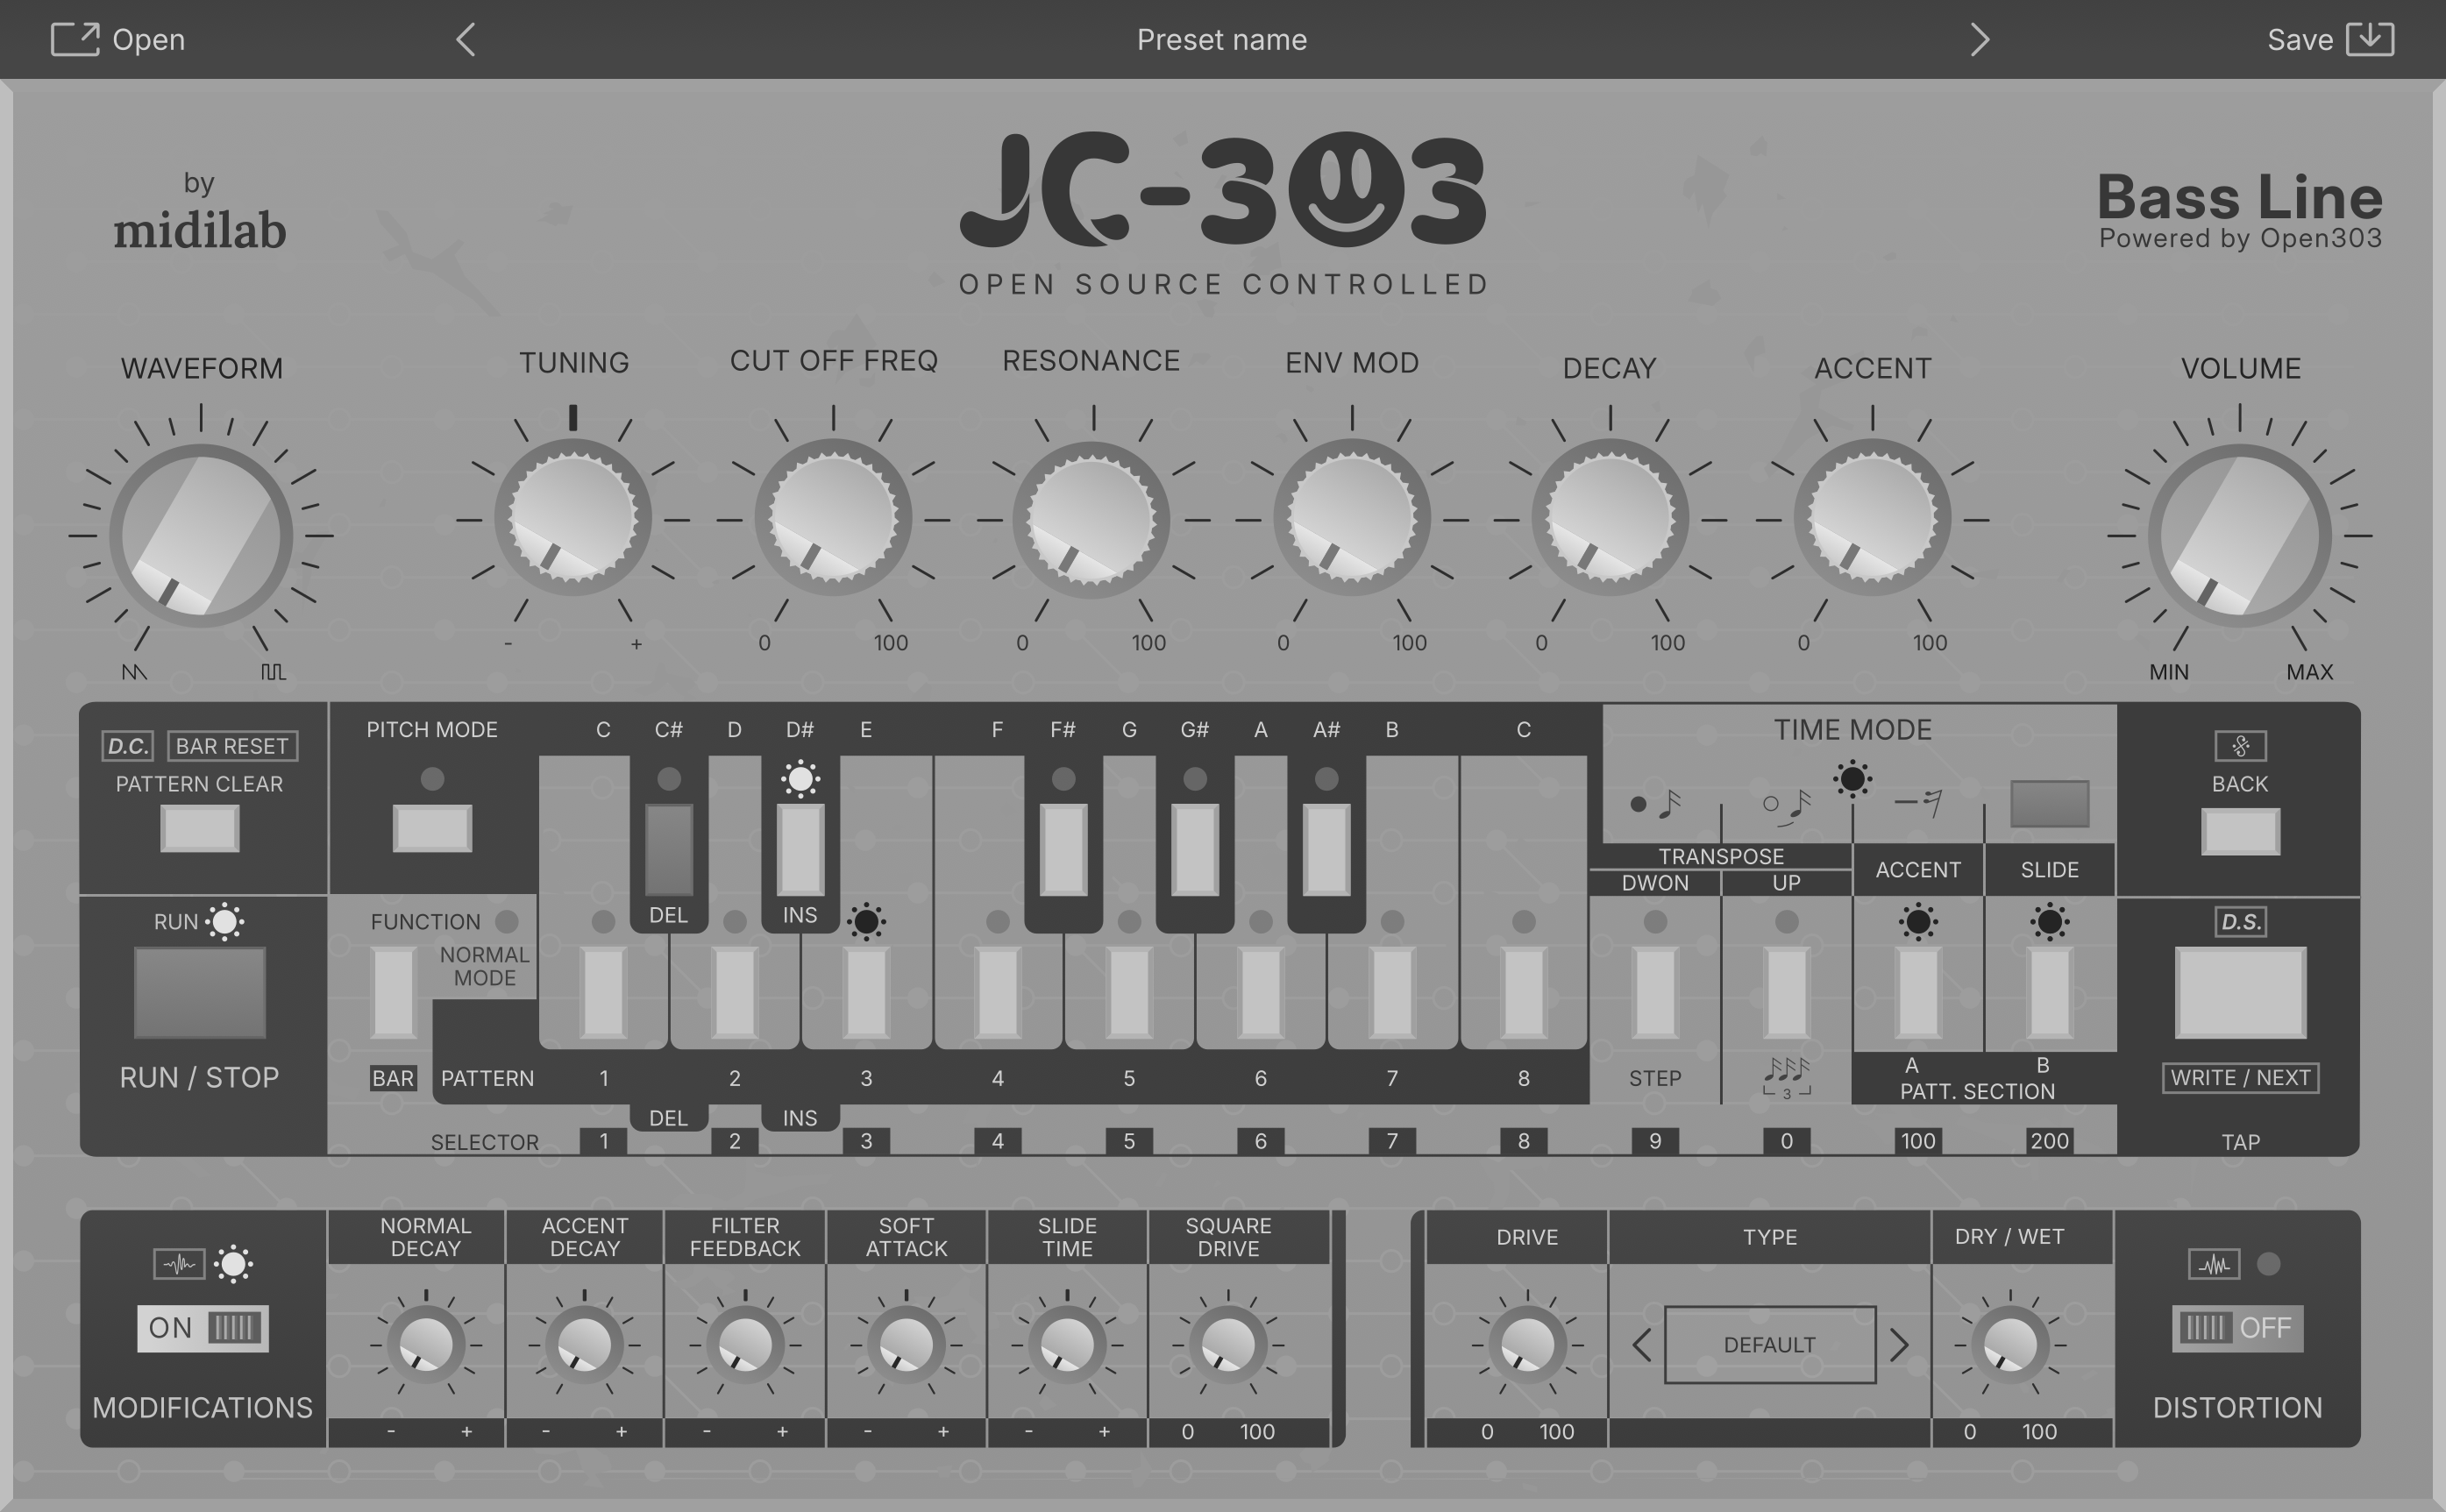 Open
Preset name
Save
by
midilab
JC-303
OPEN SOURCE CONTROLLED
Bass Line
Powered by Open303
WAVEFORM
TUNING
CUT OFF FREQ
RESONANCE
ENV MOD
DECAY
ACCENT
VOLUME
- +
0 100
0 100
0 100
0 100
0 100
MIN MAX
D.C. BAR RESET
PATTERN CLEAR
PITCH MODE
C C# D D# E F F# G G# A A# B C
TIME MODE
BACK
TRANSPOSE
DWON UP
ACCENT
SLIDE
RUN
FUNCTION
NORMAL
MODE
DEL
INS
D.S.
RUN / STOP
BAR
PATTERN 1 2 3 4 5 6 7 8
STEP
3
A B
PATT. SECTION
WRITE / NEXT
DEL INS
SELECTOR 1 2 3 4 5 6 7 8 9 0 100 200
TAP
NORMAL
DECAY
ACCENT
DECAY
FILTER
FEEDBACK
SOFT
ATTACK
SLIDE
TIME
SQUARE
DRIVE
ON
MODIFICATIONS
- +
- +
- +
- +
- +
0 100
DRIVE
TYPE
DRY / WET
DEFAULT
OFF
DISTORTION
0 100
0 100